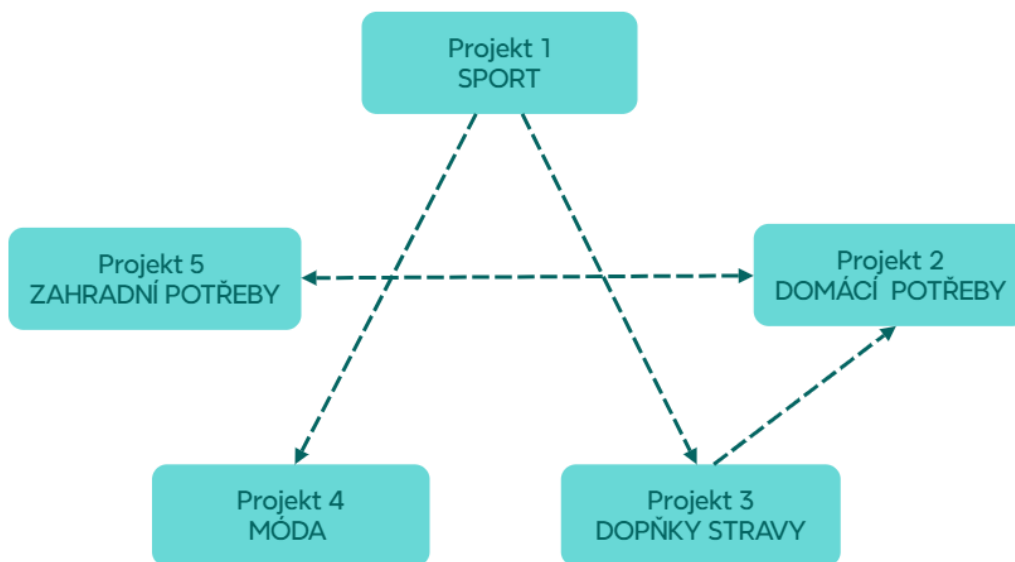 Projekt 1
SPORT
Projekt 5
ZAHRADNÍ POTŘEBY
Projekt 2
DOMÁCÍ POTŘEBY
Projekt 4
MÓDA
Projekt 3
DOPŇKY STRAVY